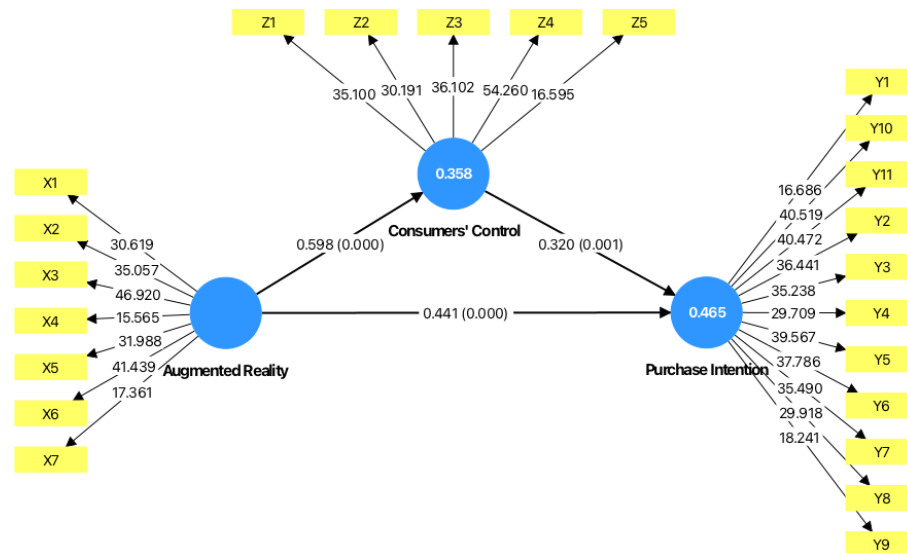 Z1
Z2
Z3
Z4
Z5
35.100
30.191
36.102
54.260
16.595
0.358
Consumers' Control
X1
X2
X3
X4
X5
X6
X7
30.619
35.057
46.920
15.565
31.988
41.439
17.361
Augmented Reality
0.598 (0.000)
0.320 (0.001)
0.441 (0.000)
0.465
Purchase Intention
16.686
40.519
40.472
36.441
35.238
29.709
39.567
37.786
35.490
29.918
18.241
Y1
Y10
Y11
Y2
Y3
Y4
Y5
Y6
Y7
Y8
Y9